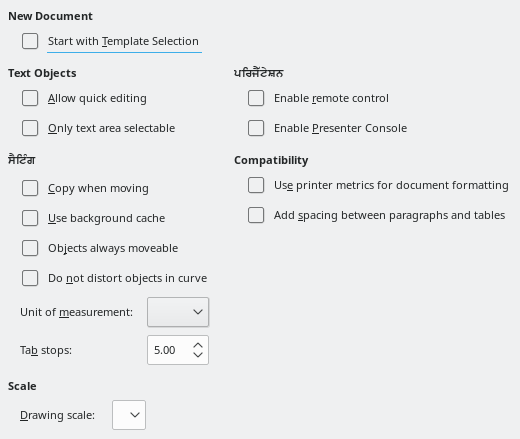 New Document
Start with Template Selection
Text Objects
Allow quick editing
Only text area selectable
ਸੈਟਿੰਗ
Copy when moving
Use background cache
Objects always moveable
Do not distort objects in curve
Unit of measurement:
Tab stops: 5.00
Scale
Drawing scale:
ਪਰਿਜੈਂਟੇਸ਼ਨ
Enable remote control
Enable Presenter Console
Compatibility
Use printer metrics for document formatting
Add spacing between paragraphs and tables